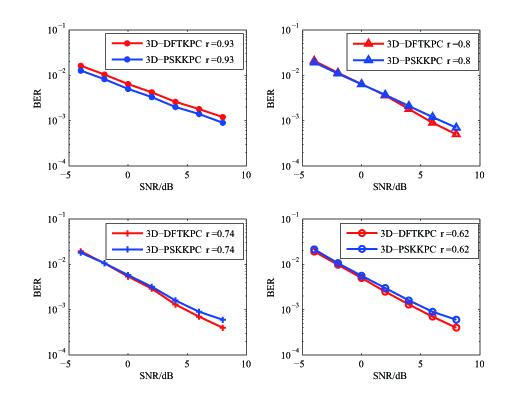 10−1
3D−DFTKPC r=0.93
3D−PSKKPC r=0.93
10−2
BER
10−3
10−4
−5 0 5 10
SNR/dB
10−1
3D−DFTKPC r=0.8
3D−PSKKPC r=0.8
10−2
BER
10−3
10−4
−5 0 5 10
SNR/dB
10−1
3D−DFTKPC r=0.74
3D−PSKKPC r=0.74
10−2
BER
10−3
10−4
−5 0 5 10
SNR/dB
10−1
3D−DFTKPC r=0.62
3D−PSKKPC r=0.62
10−2
BER
10−3
10−4
−5 0 5 10
SNR/dB